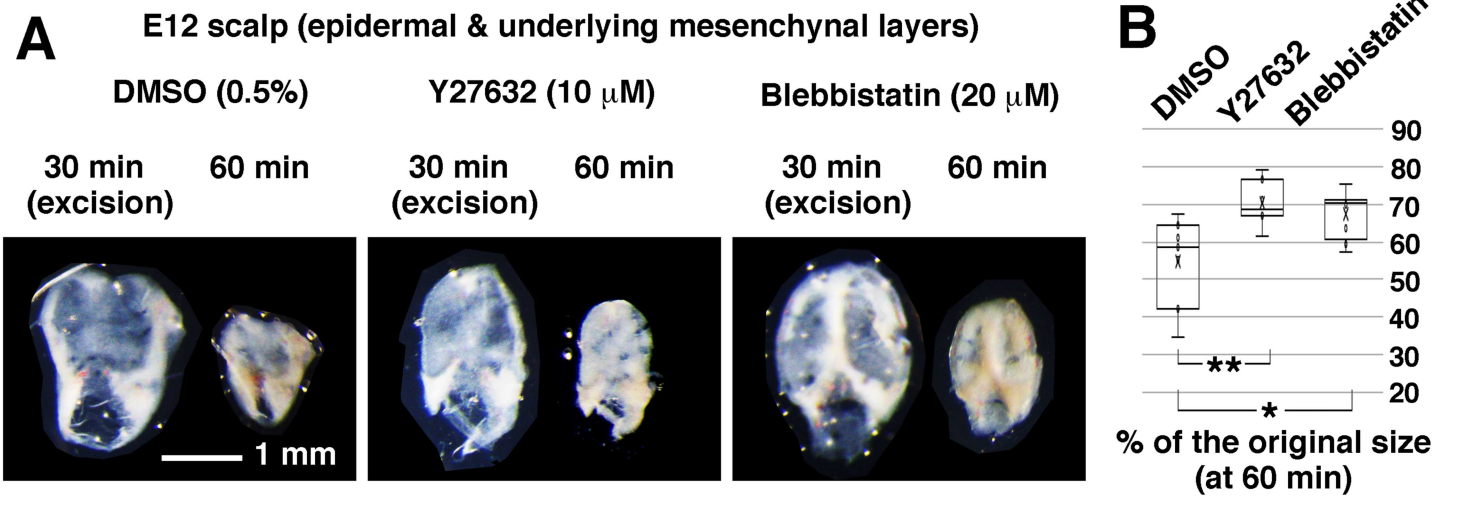 A
E12 scalp (epidermal & underlying mesenchynal layers)
DMSO (0.5%)
Y27632 (10 μM)
Blebbistatin (20 μM)
30 min
(excision)
60 min
30 min
(excision)
60 min
30 min
(excision)
60 min
1 mm
B
DMSO
Y27632
Blebbistatin
90
80
70
60
50
40
30
20
**
*
% of the original size
(at 60 min)